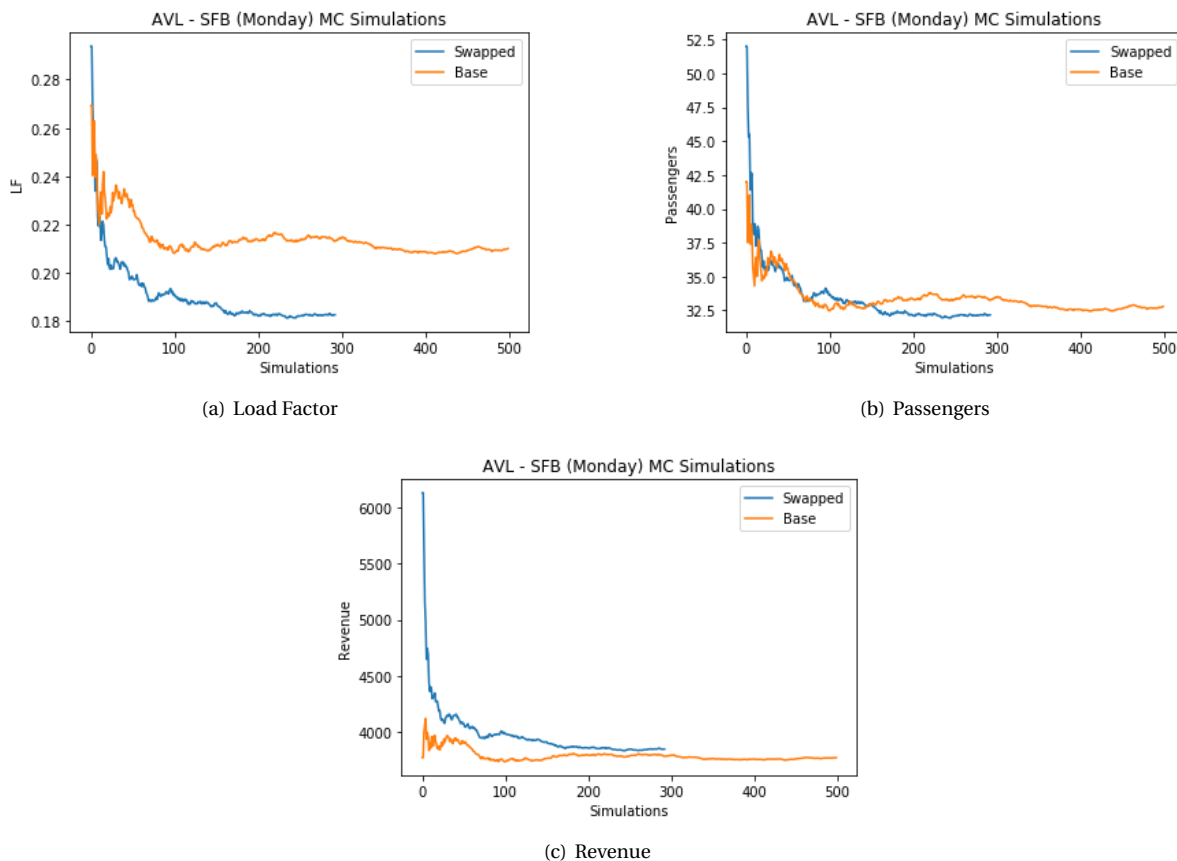 AVL - SFB (Monday) MC Simulations
Swapped
Base
0.28
0.26
0.24
0.22
0.20
0.18
LF
0 100 200 300 400 500
Simulations
(a) Load Factor
AVL - SFB (Monday) MC Simulations
Swapped
Base
52.5
50.0
47.5
45.0
42.5
40.0
37.5
35.0
32.5
Passengers
0 100 200 300 400 500
Simulations
(b) Passengers
AVL - SFB (Monday) MC Simulations
Swapped
Base
6000
5500
5000
4500
4000
Revenue
0 100 200 300 400 500
Simulations
(c) Revenue